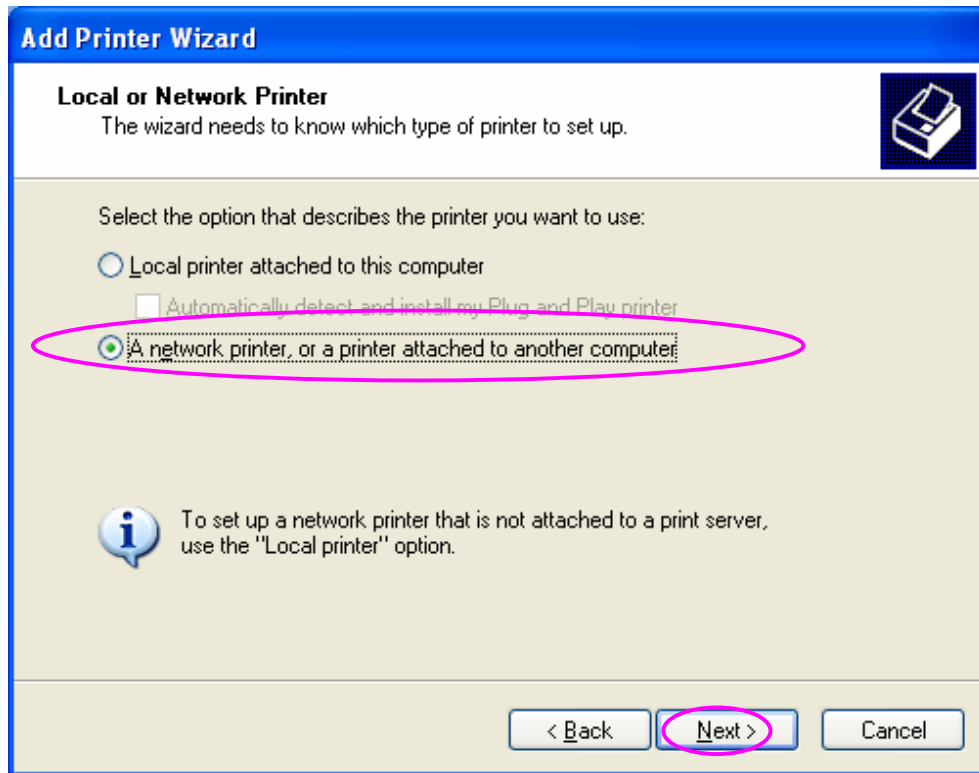 Add Printer Wizard
Local or Network Printer
The wizard needs to know which type of printer to set up.
Select the option that describes the printer you want to use:
Local printer attached to this computer
Automatically detect and install my Plug and Play printer
A network printer, or a printer attached to another computer
To set up a network printer that is not attached to a print server,
use the "Local printer" option.
< Back
Next >
Cancel